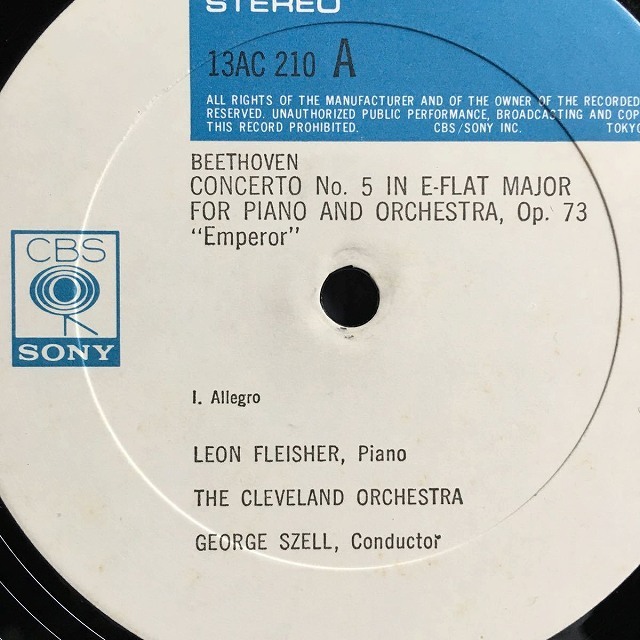 STEREO
13AC 210 A
ALL RIGHTS OF THE MANUFACTURER AND OF THE OWNER OF THE RECORDED
RESERVED. UNAUTHORIZED PUBLIC PERFORMANCE, BROADCASTING AND COP
THIS RECORD PROHIBITED. CBS/SONY INC. TOKYO
BEETHOVEN
CONCERTO No. 5 IN E-FLAT MAJOR
FOR PIANO AND ORCHESTRA, Op. 73
"Emperor"
CBS
SONY
I. Allegro
LEON FLEISHER, Piano
THE CLEVELAND ORCHESTRA
GEORGE SZELL, Conductor